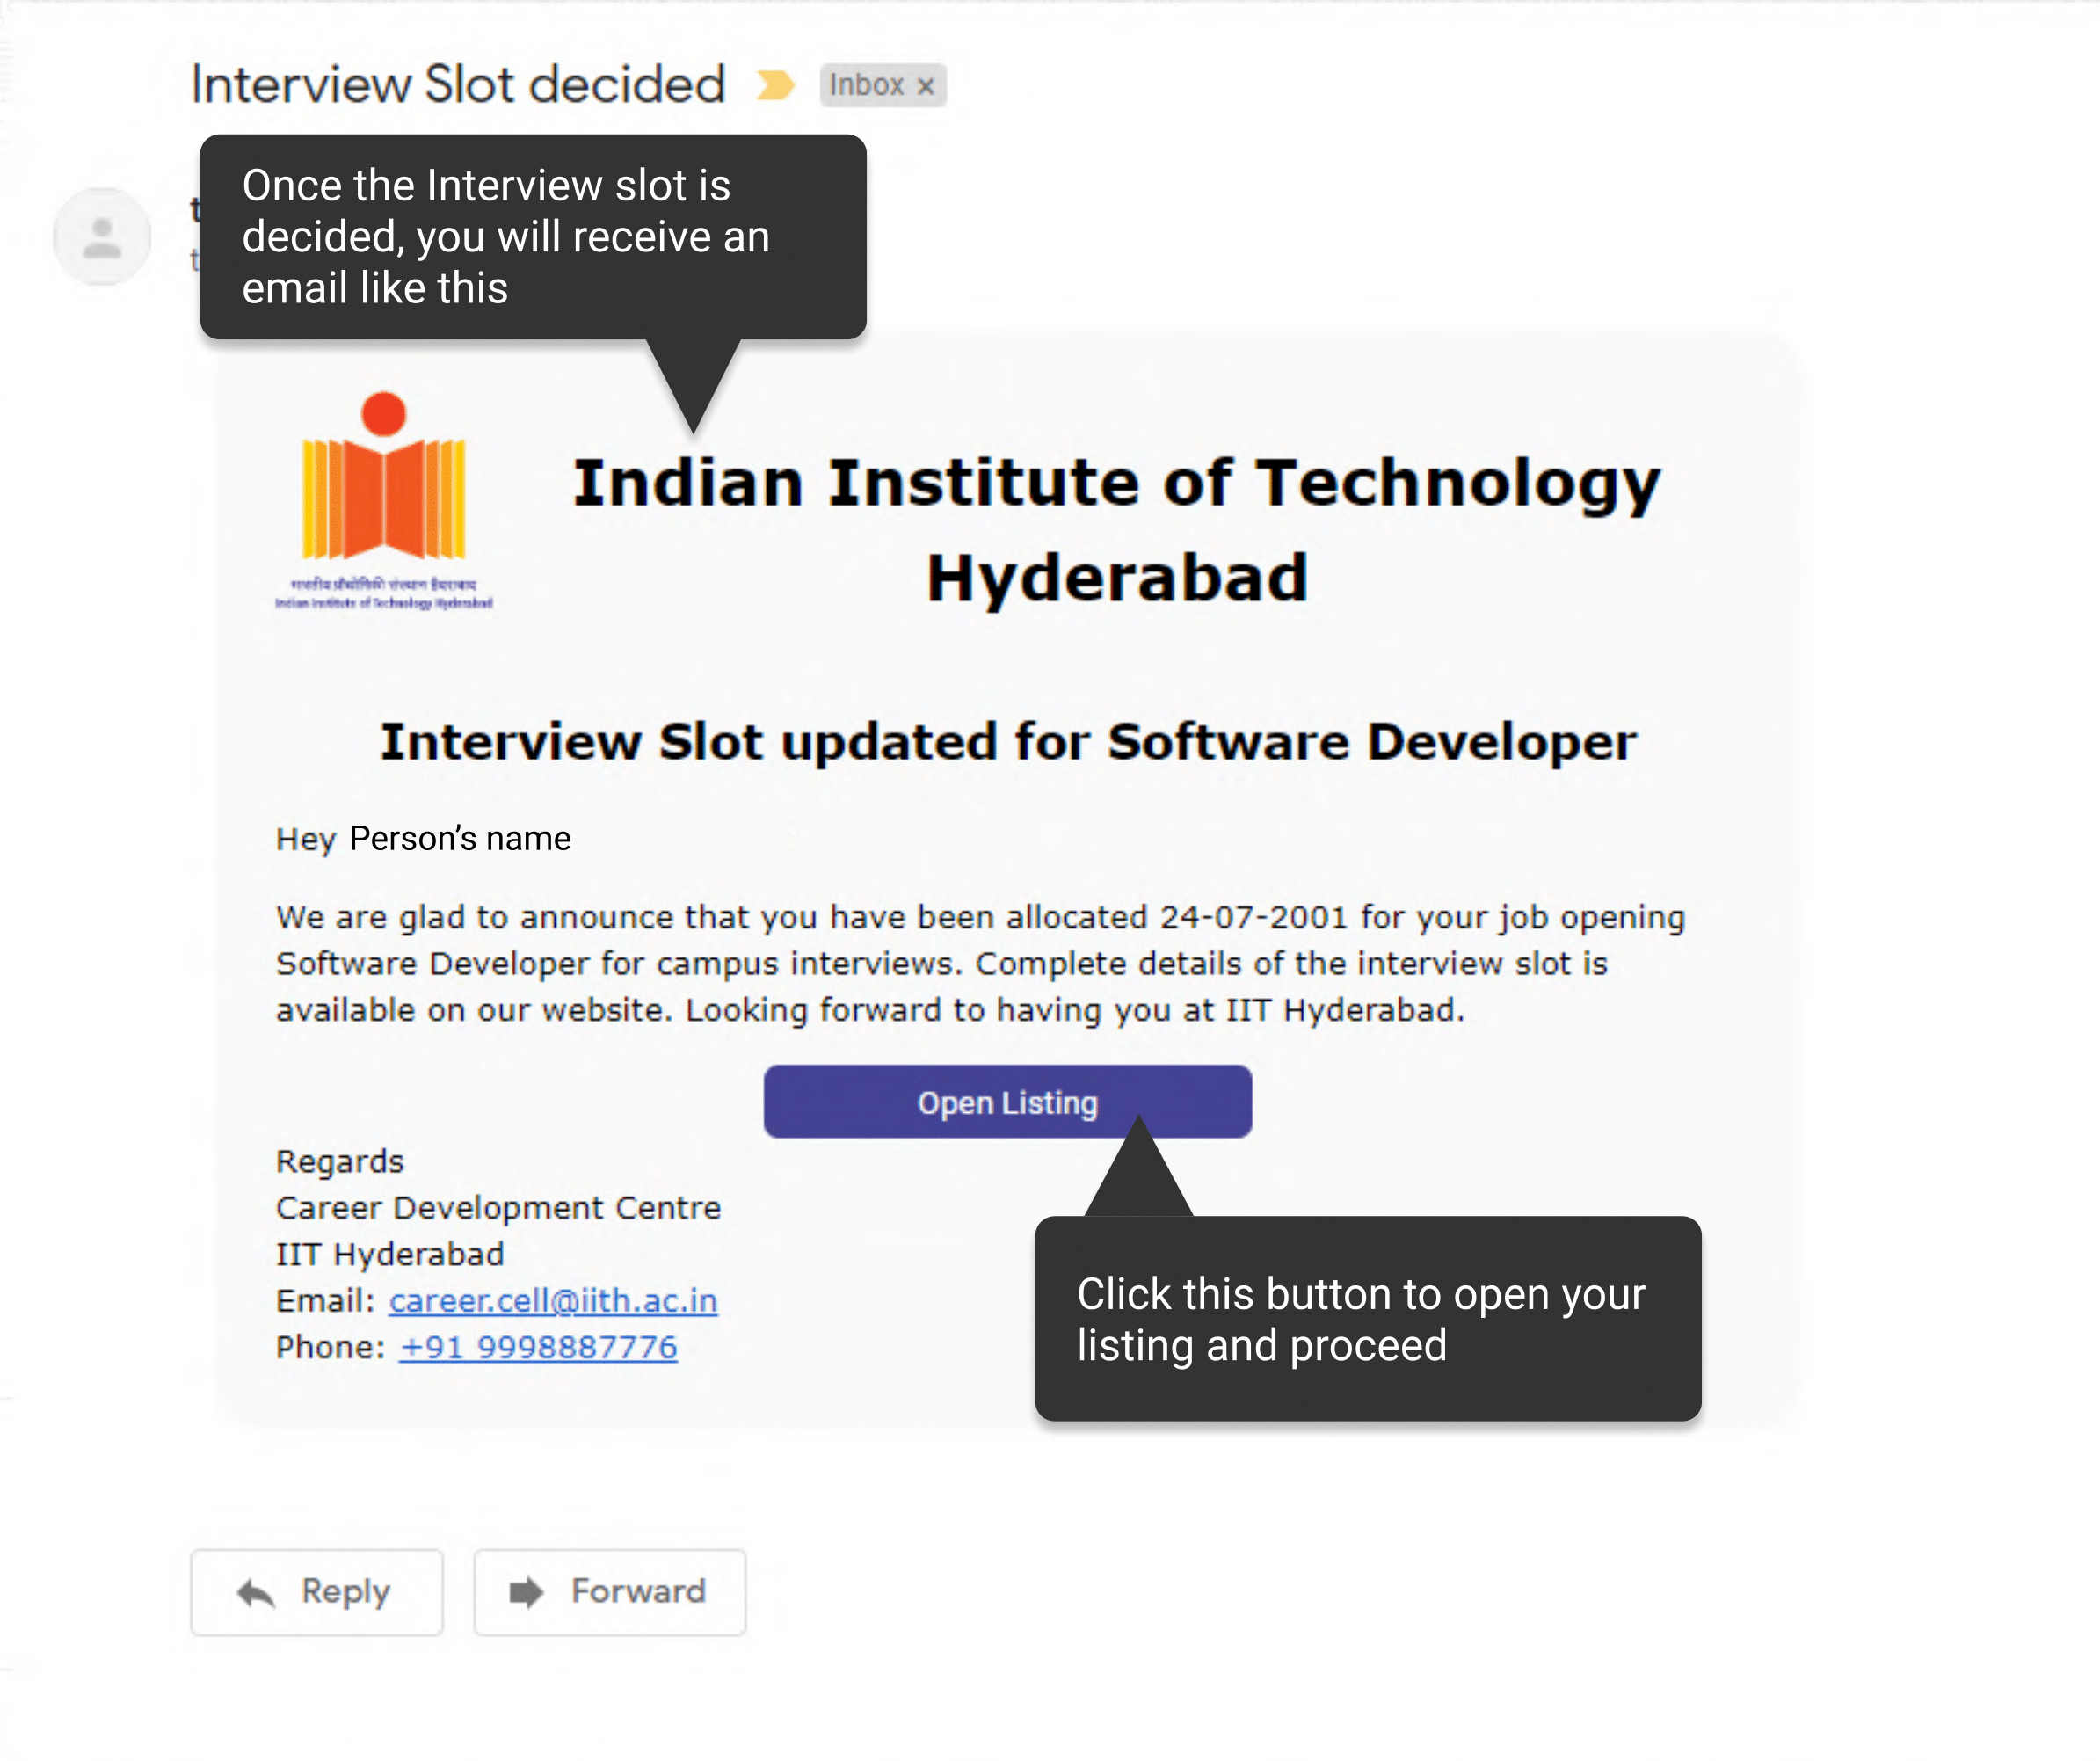 Interview Slot decided
Inbox ×
Once the Interview slot is
decided, you will receive an
email like this
t
t
भारतीय प्रौद्योगिकी संस्थान हैदराबाद
Indian Institute of Technology Hyderabad
Indian Institute of Technology
Hyderabad
Interview Slot updated for Software Developer
Hey Person’s name
We are glad to announce that you have been allocated 24-07-2001 for your job opening
Software Developer for campus interviews. Complete details of the interview slot is
available on our website. Looking forward to having you at IIT Hyderabad.
Open Listing
Regards
Career Development Centre
IIT Hyderabad
Email: career.cell@iith.ac.in
Phone: +91 9998887776
Click this button to open your
listing and proceed
Reply
Forward